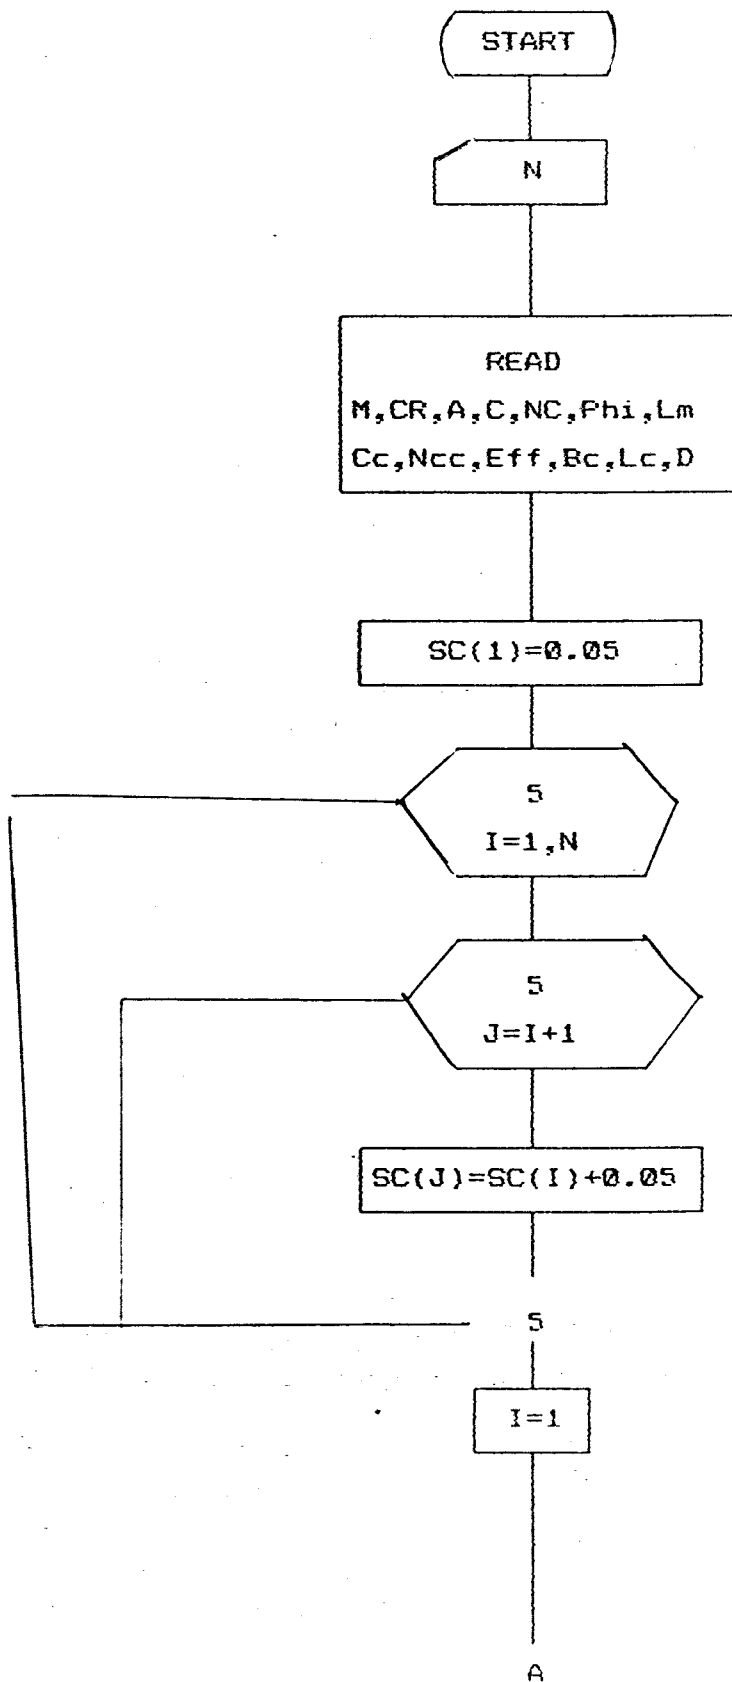 START
N
READ
M,CR,A,C,NC,Phi,Lm
Cc,Ncc,Eff,Bc,Lc,D
SC(1)=0.05
5
I=1,N
5
J=I+1
SC(J)=SC(I)+0.05
5
I=1
A